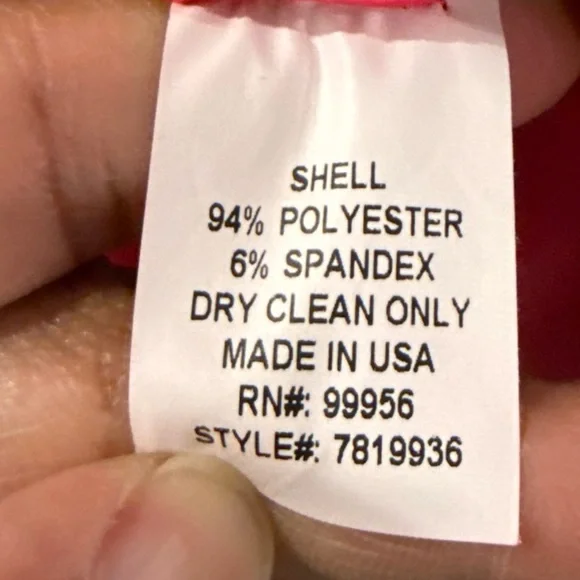 SHELL
94% POLYESTER
6% SPANDEX
DRY CLEAN ONLY
MADE IN USA
RN#: 99956
STYLE#: 7819936